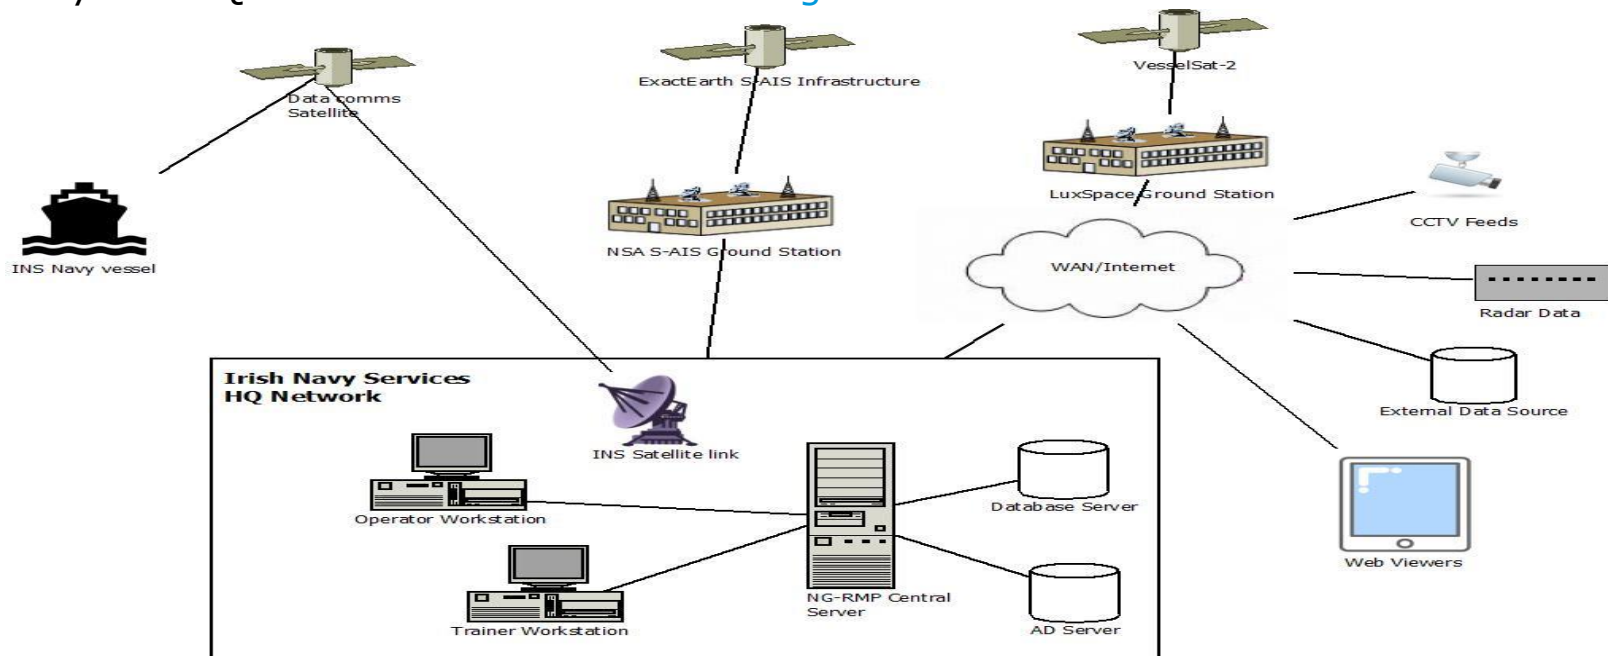 Data comms
Satellite
ExactEarth S-AIS Infrastructure
VesselSat-2
INS Navy vessel
NSA S-AIS Ground Station
LuxSpace Ground Station
CCTV Feeds
WAN/Internet
Radar Data
External Data Source
Web Viewers
Irish Navy Services
HQ Network
INS Satellite link
Operator Workstation
Database Server
Trainer Workstation
NG-RMP Central
Server
AD Server